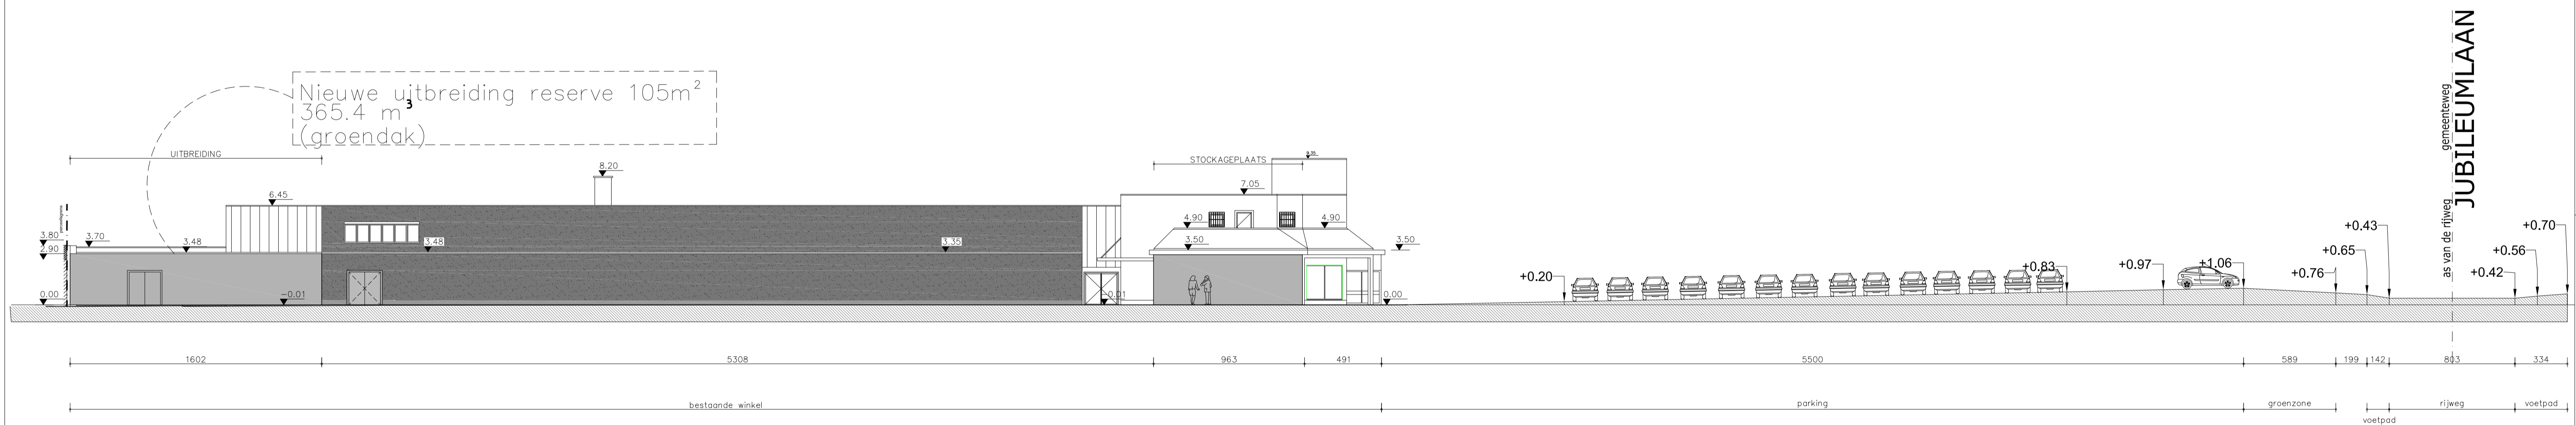 Nieuwe uitbreiding reserve 105m²
365.4 m³
(groendak)
UITBREIDING
STOCKAGEPLAATS
9.35
8.20
7.05
6.45
4.90
4.90
3.80
3.70
3.48
2.90
3.48
3.35
3.50
3.50
0.00
-0.01
-0.01
0.00
+0.20
+0.83
+0.97
+1.06
+0.76
+0.65
+0.43
+0.42
+0.56
+0.70
as van de rijweg
gemeenteweg
JUBILEUMLAAN
1602
5308
963
491
5500
589
199
142
803
334
bestaande winkel
parking
groenzone
voetpad
rijweg
voetpad